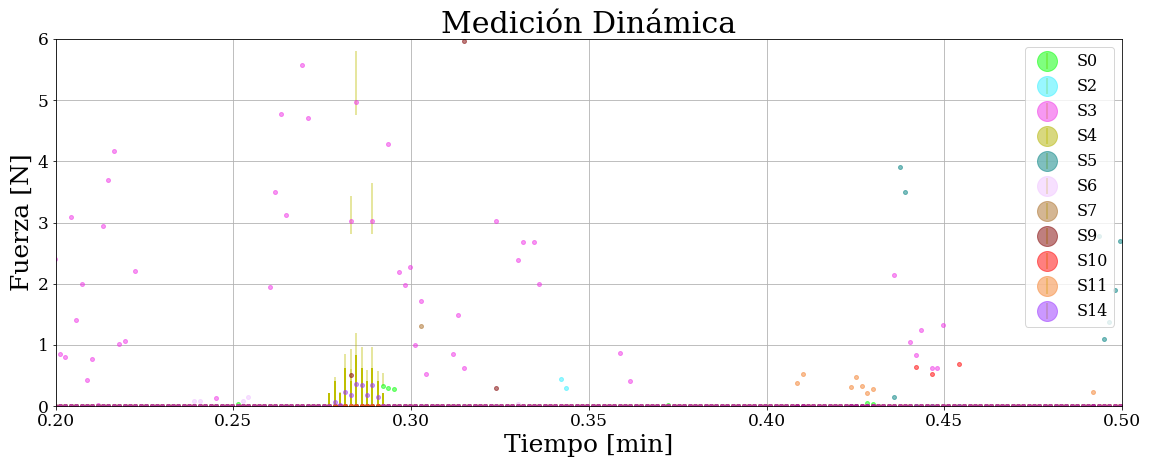 Medición Dinámica
Fuerza [N]
6
5
4
3
2
1
0
0.20 0.25 0.30 0.35 0.40 0.45 0.50
Tiempo [min]
S0
S2
S3
S4
S5
S6
S7
S9
S10
S11
S14